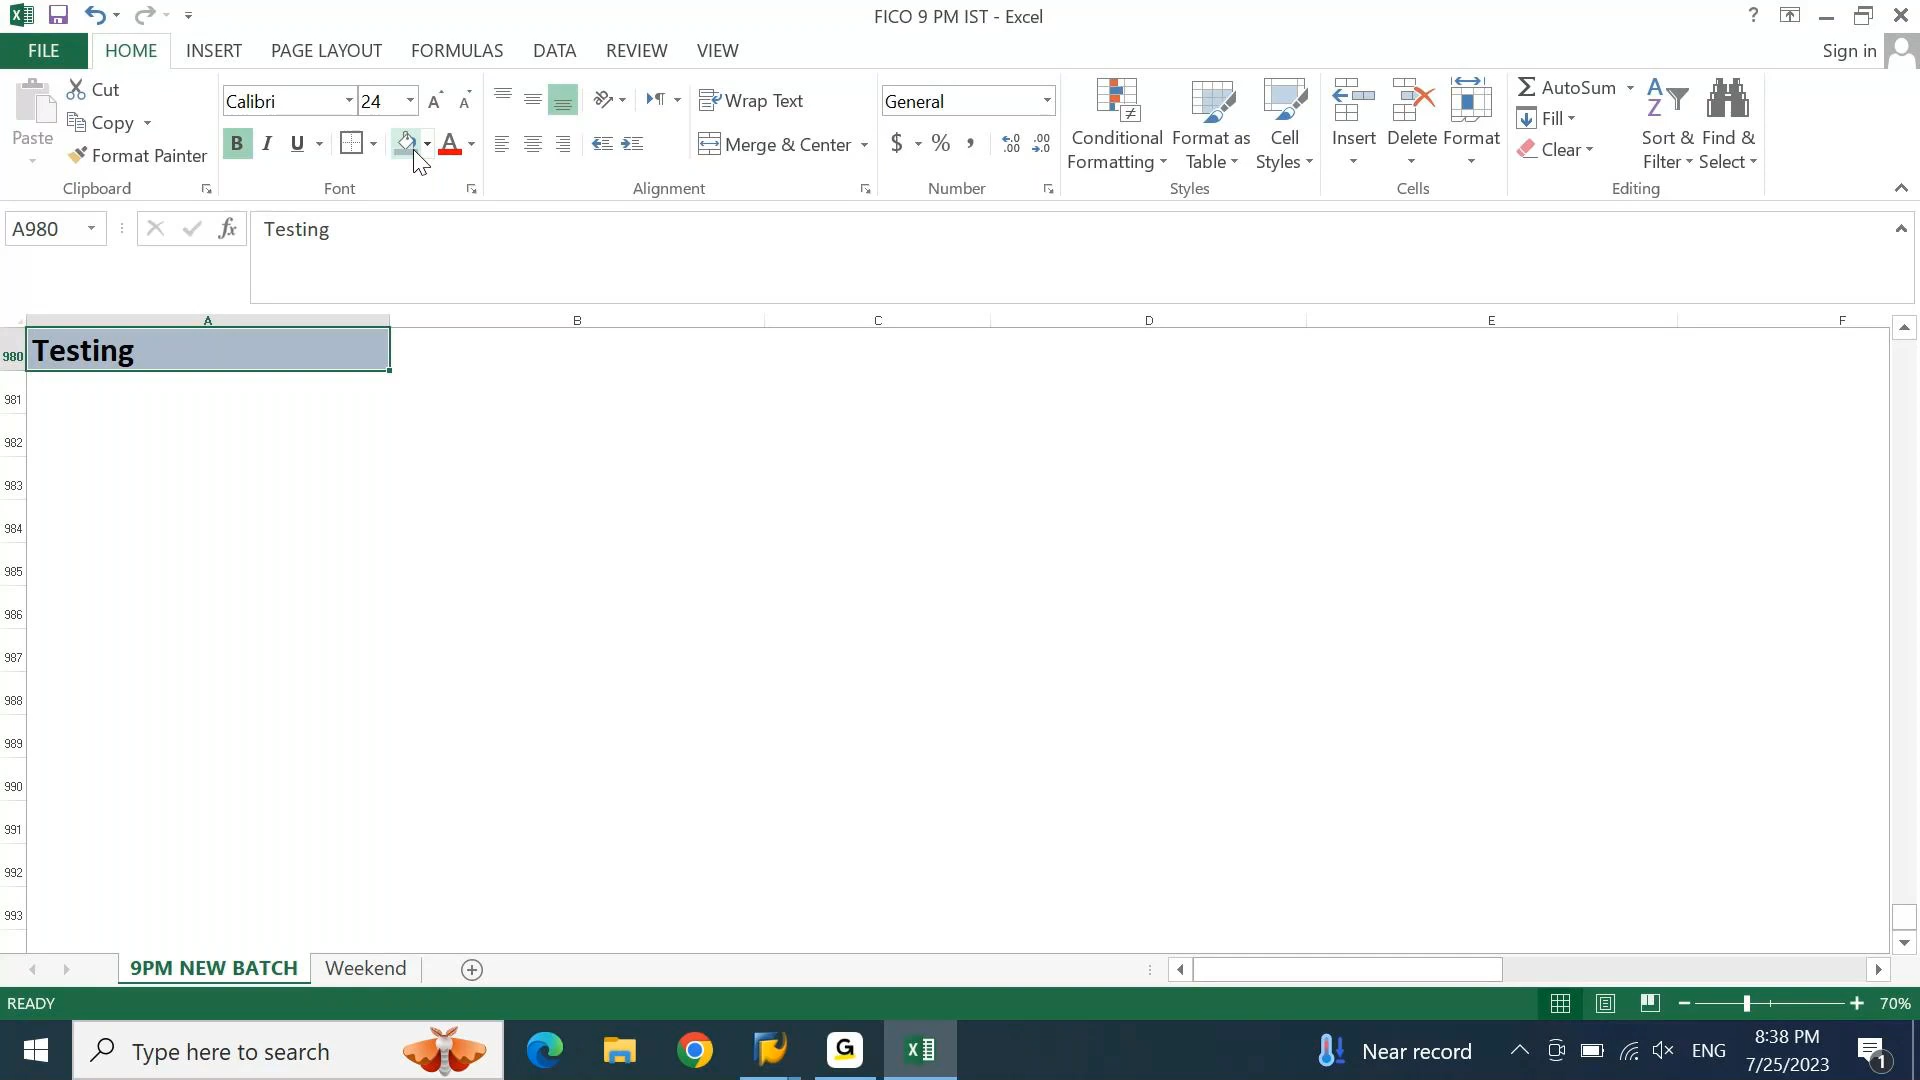 FICO 9 PM IST - Excel
?
FILE HOME INSERT PAGE LAYOUT FORMULAS DATA REVIEW VIEW Sign in
Paste
Cut
Copy
Format Painter
Clipboard
Calibri 24
B I U A
Font
Wrap Text
Merge & Center
Alignment
General
$ % ,
Number
Conditional Formatting
Format as Table
Cell Styles
Styles
Insert Delete Format
Cells
AutoSum
Fill
Clear
Sort & Filter
Find & Select
Editing
A980 fx Testing
A B C D E F
980 Testing
981
982
983
984
985
986
987
988
989
990
991
992
993
9PM NEW BATCH Weekend
READY 70%
Type here to search
Near record
ENG
8:38 PM
7/25/2023
1